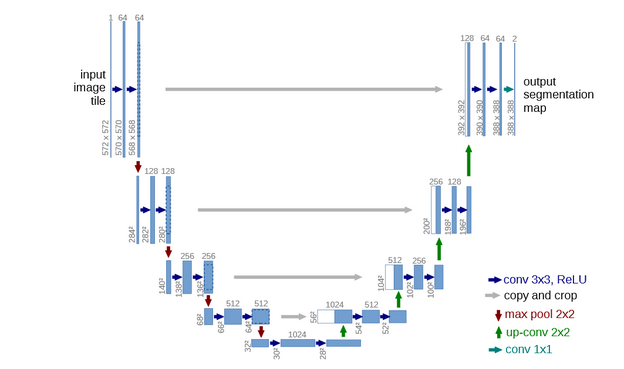 1 64 64
128 64 64 2
input
image
tile
output
segmentation
map
572 x 572
570 x 570
568 x 568
392 x 392
390 x 390
388 x 388
388 x 388
128 128
256 128
284²
282²
280²
200²
198²
196²
256 256
512 256
140²
138²
136²
104²
102²
100²
512 512
1024 512
68²
66²
64²
56²
54²
52²
1024
32²
30²
28²
conv 3x3, ReLU
copy and crop
max pool 2x2
up-conv 2x2
conv 1x1